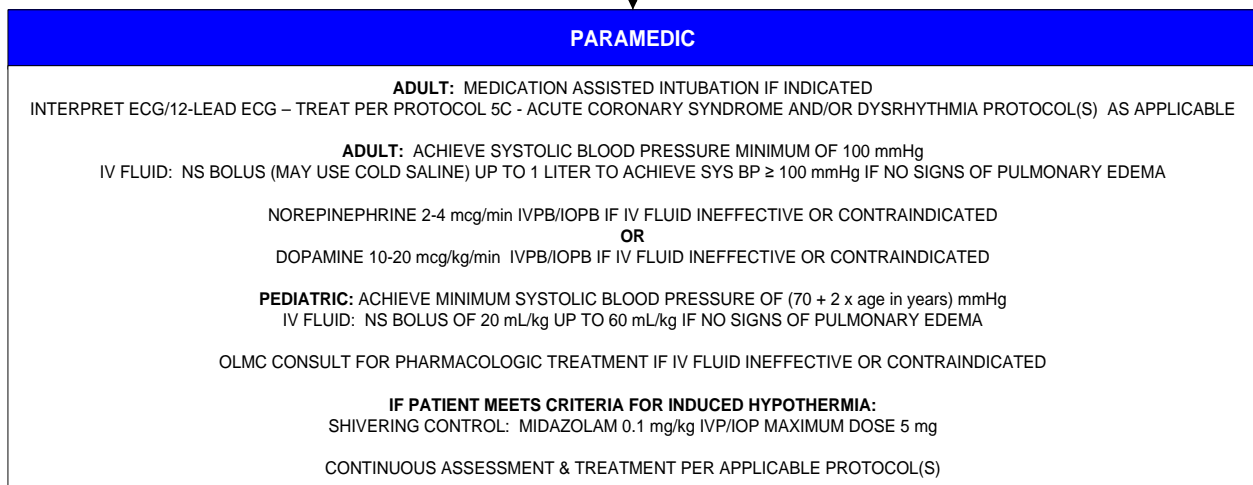 PARAMEDIC
ADULT: MEDICATION ASSISTED INTUBATION IF INDICATED
INTERPRET ECG/12-LEAD ECG – TREAT PER PROTOCOL 5C - ACUTE CORONARY SYNDROME AND/OR DYSRHYTHMIA PROTOCOL(S) AS APPLICABLE
ADULT: ACHIEVE SYSTOLIC BLOOD PRESSURE MINIMUM OF 100 mmHg
IV FLUID: NS BOLUS (MAY USE COLD SALINE) UP TO 1 LITER TO ACHIEVE SYS BP ≥ 100 mmHg IF NO SIGNS OF PULMONARY EDEMA
NOREPINEPHRINE 2-4 mcg/min IVPB/IOPB IF IV FLUID INEFFECTIVE OR CONTRAINDICATED
OR
DOPAMINE 10-20 mcg/kg/min IVPB/IOPB IF IV FLUID INEFFECTIVE OR CONTRAINDICATED
PEDIATRIC: ACHIEVE MINIMUM SYSTOLIC BLOOD PRESSURE OF (70 + 2 x age in years) mmHg
IV FLUID: NS BOLUS OF 20 mL/kg UP TO 60 mL/kg IF NO SIGNS OF PULMONARY EDEMA
OLMC CONSULT FOR PHARMACOLOGIC TREATMENT IF IV FLUID INEFFECTIVE OR CONTRAINDICATED
IF PATIENT MEETS CRITERIA FOR INDUCED HYPOTHERMIA:
SHIVERING CONTROL: MIDAZOLAM 0.1 mg/kg IVP/IOP MAXIMUM DOSE 5 mg
CONTINUOUS ASSESSMENT & TREATMENT PER APPLICABLE PROTOCOL(S)